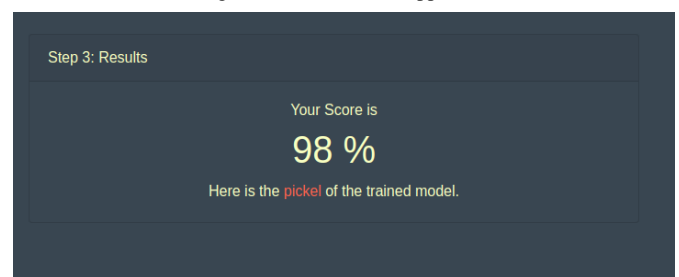 Step 3: Results
Your Score is
98 %
Here is the pickel of the trained model.